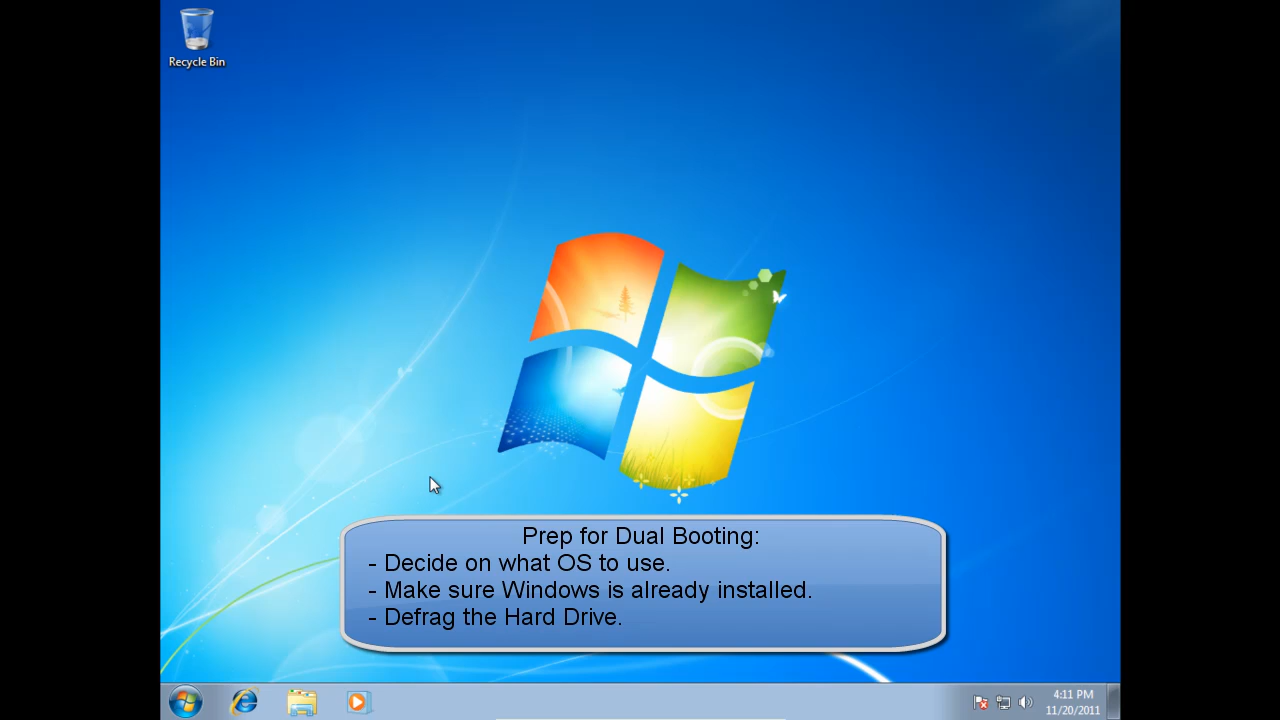 Recycle Bin
Prep for Dual Booting:
- Decide on what OS to use.
- Make sure Windows is already installed.
- Defrag the Hard Drive.
4:11 PM
11/20/2011